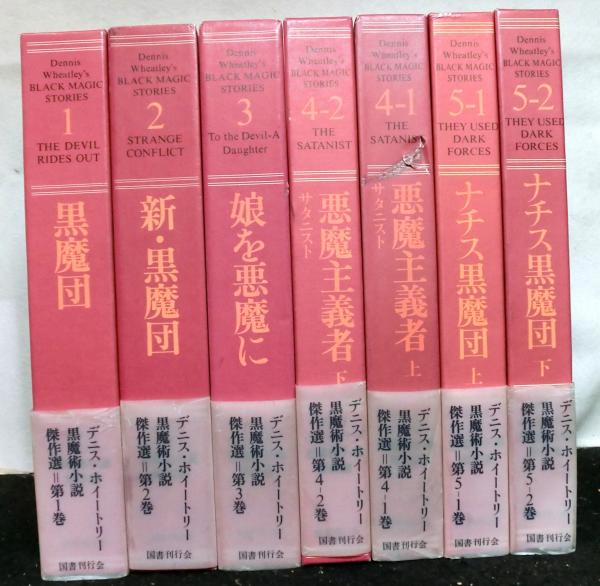 Dennis
Wheatley's
BLACK MAGIC
STORIES
1
THE DEVIL
RIDES OUT
黒魔団
デニス・ホイートリー
黒魔術小説
傑作選=第1巻
国書刊行会
Dennis
Wheatley's
BLACK MAGIC
STORIES
2
STRANGE
CONFLICT
新・黒魔団
デニス・ホイートリー
黒魔術小説
傑作選=第2巻
国書刊行会
Dennis
Wheatley's
BLACK MAGIC
STORIES
3
To the Devil-A
Daughter
娘を悪魔に
デニス・ホイートリー
黒魔術小説
傑作選=第3巻
国書刊行会
Dennis
Wheatley's
BLACK MAGIC
STORIES
4-2
THE
SATANIST
悪魔主義者 下
サタニスト
デニス・ホイートリー
黒魔術小説
傑作選=第4-2巻
国書刊行会
Dennis
Wheatley's
BLACK MAGIC
STORIES
4-1
THE
SATANIST
悪魔主義者 上
サタニスト
デニス・ホイートリー
黒魔術小説
傑作選=第4-1巻
国書刊行会
Dennis
Wheatley's
BLACK MAGIC
STORIES
5-1
THEY USED
DARK
FORCES
ナチス黒魔団 上
デニス・ホイートリー
黒魔術小説
傑作選=第5-1巻
国書刊行会
Dennis
Wheatley's
BLACK MAGIC
STORIES
5-2
THEY USED
DARK
FORCES
ナチス黒魔団 下
デニス・ホイートリー
黒魔術小説
傑作選=第5-2巻
国書刊行会